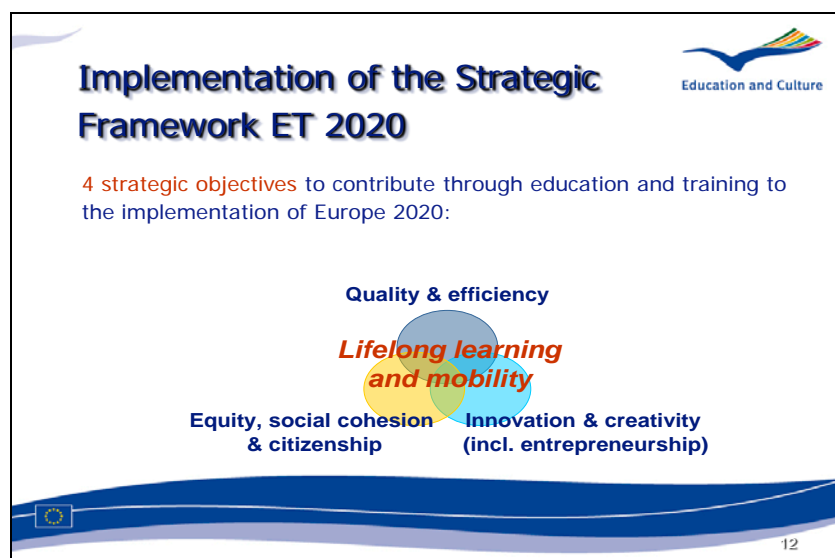 Implementation of the Strategic
Framework ET 2020
Education and Culture
4 strategic objectives to contribute through education and training to
the implementation of Europe 2020:
Quality & efficiency
Lifelong learning
and mobility
Equity, social cohesion
& citizenship
Innovation & creativity
(incl. entrepreneurship)
12